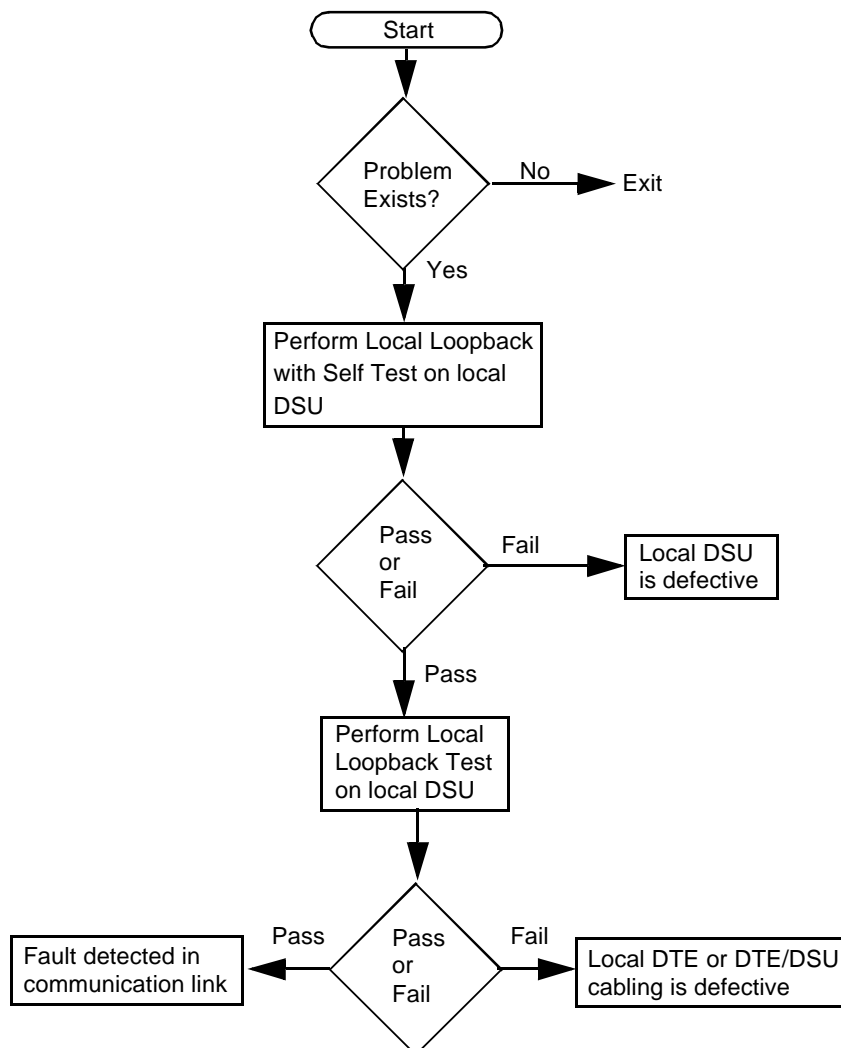 Start
Problem
Exists?
No
Exit
Yes
Perform Local Loopback
with Self Test on local
DSU
Pass
or
Fail
Fail
Local DSU
is defective
Pass
Perform Local
Loopback Test
on local DSU
Fault detected in
communication link
Pass
Pass
or
Fail
Fail
Local DTE or DTE/DSU
cabling is defective